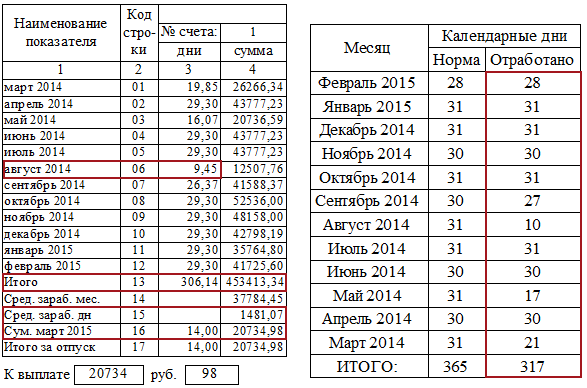 Наименование показателя Код стро-ки № счета: 1
дни сумма
1 2 3 4
март 2014 01 19,85 26266,34
апрель 2014 02 29,30 43777,23
май 2014 03 16,07 20736,59
июнь 2014 04 29,30 43777,23
июль 2014 05 29,30 43777,23
август 2014 06 9,45 12507,76
сентябрь 2014 07 26,37 41588,37
октябрь 2014 08 29,30 52536,00
ноябрь 2014 09 29,30 48158,00
декабрь 2014 10 29,30 42798,19
январь 2015 11 29,30 35764,80
февраль 2015 12 29,30 41725,60
Итого 13 306,14 453413,34
Сред. зараб. мес. 14 37784,45
Сред. зараб. дн 15 1481,07
Сум. март 2015 16 14,00 20734,98
Итого за отпуск 17 14,00 20734,98
К выплате 20734 руб. 98
Месяц Календарные дни
Норма Отработано
Февраль 2015 28 28
Январь 2015 31 31
Декабрь 2014 31 31
Ноябрь 2014 30 30
Октябрь 2014 31 31
Сентябрь 2014 30 27
Август 2014 31 10
Июль 2014 31 31
Июнь 2014 30 30
Май 2014 31 17
Апрель 2014 30 30
Март 2014 31 21
ИТОГО: 365 317